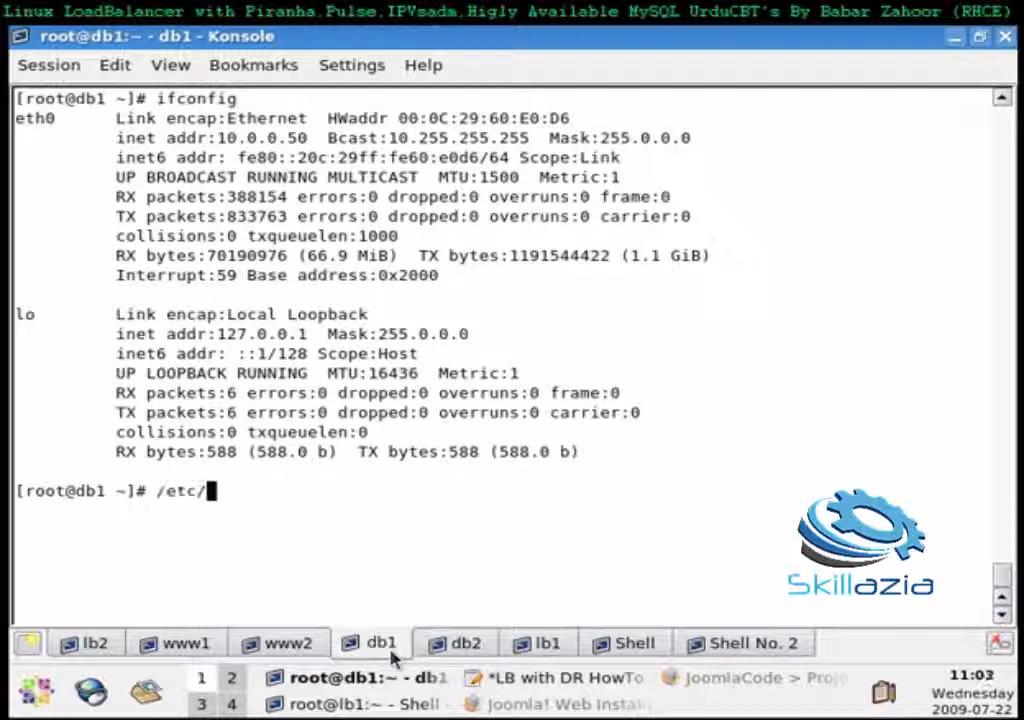 Linux LoadBalancer with Piranha,Pulse,IPVsadm,Higly Available MySQL UrduCBT's By Babar Zahoor (RHCE)
root@db1:~ - db1 - Konsole
Session Edit View Bookmarks Settings Help
[root@db1 ~]# ifconfig
eth0 Link encap:Ethernet HWaddr 00:0C:29:60:E0:D6
inet addr:10.0.0.50 Bcast:10.255.255.255 Mask:255.0.0.0
inet6 addr: fe80::20c:29ff:fe60:e0d6/64 Scope:Link
UP BROADCAST RUNNING MULTICAST MTU:1500 Metric:1
RX packets:388154 errors:0 dropped:0 overruns:0 frame:0
TX packets:833763 errors:0 dropped:0 overruns:0 carrier:0
collisions:0 txqueuelen:1000
RX bytes:70190976 (66.9 MiB) TX bytes:1191544422 (1.1 GiB)
Interrupt:59 Base address:0x2000
lo Link encap:Local Loopback
inet addr:127.0.0.1 Mask:255.0.0.0
inet6 addr: ::1/128 Scope:Host
UP LOOPBACK RUNNING MTU:16436 Metric:1
RX packets:6 errors:0 dropped:0 overruns:0 frame:0
TX packets:6 errors:0 dropped:0 overruns:0 carrier:0
collisions:0 txqueuelen:0
RX bytes:588 (588.0 b) TX bytes:588 (588.0 b)
[root@db1 ~]# /etc/
Skillazia
lb2 www1 www2 db1 db2 lb1 Shell Shell No. 2
1 2 root@db1:~ - db1 *LB with DR HowTo JoomlaCode > Proje 11:03
Wednesday
3 4 root@lb1:~ - Shell Joomla! Web Instal 2009-07-22